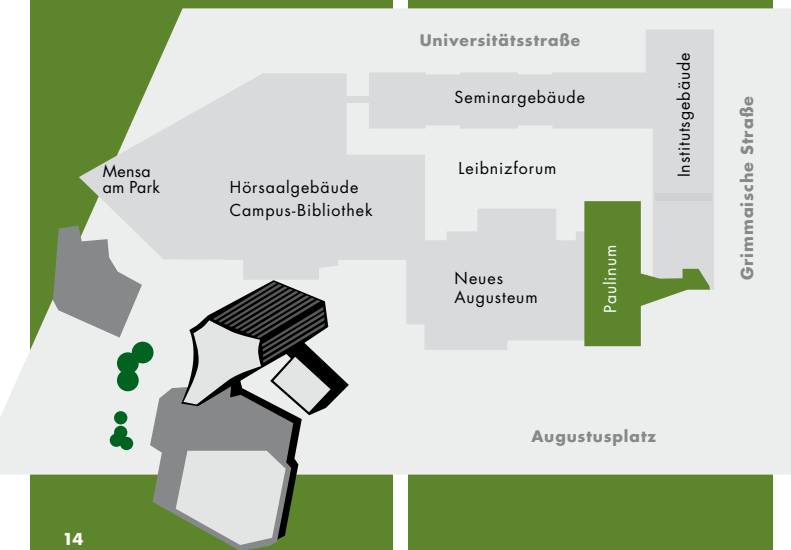 Universitätsstraße
Seminargebäude
Institutsgebäude
Grimmaische Straße
Mensa
am Park
Hörsaalgebäude
Campus-Bibliothek
Leibnizforum
Neues
Augusteum
Paulinum
Augustusplatz
14